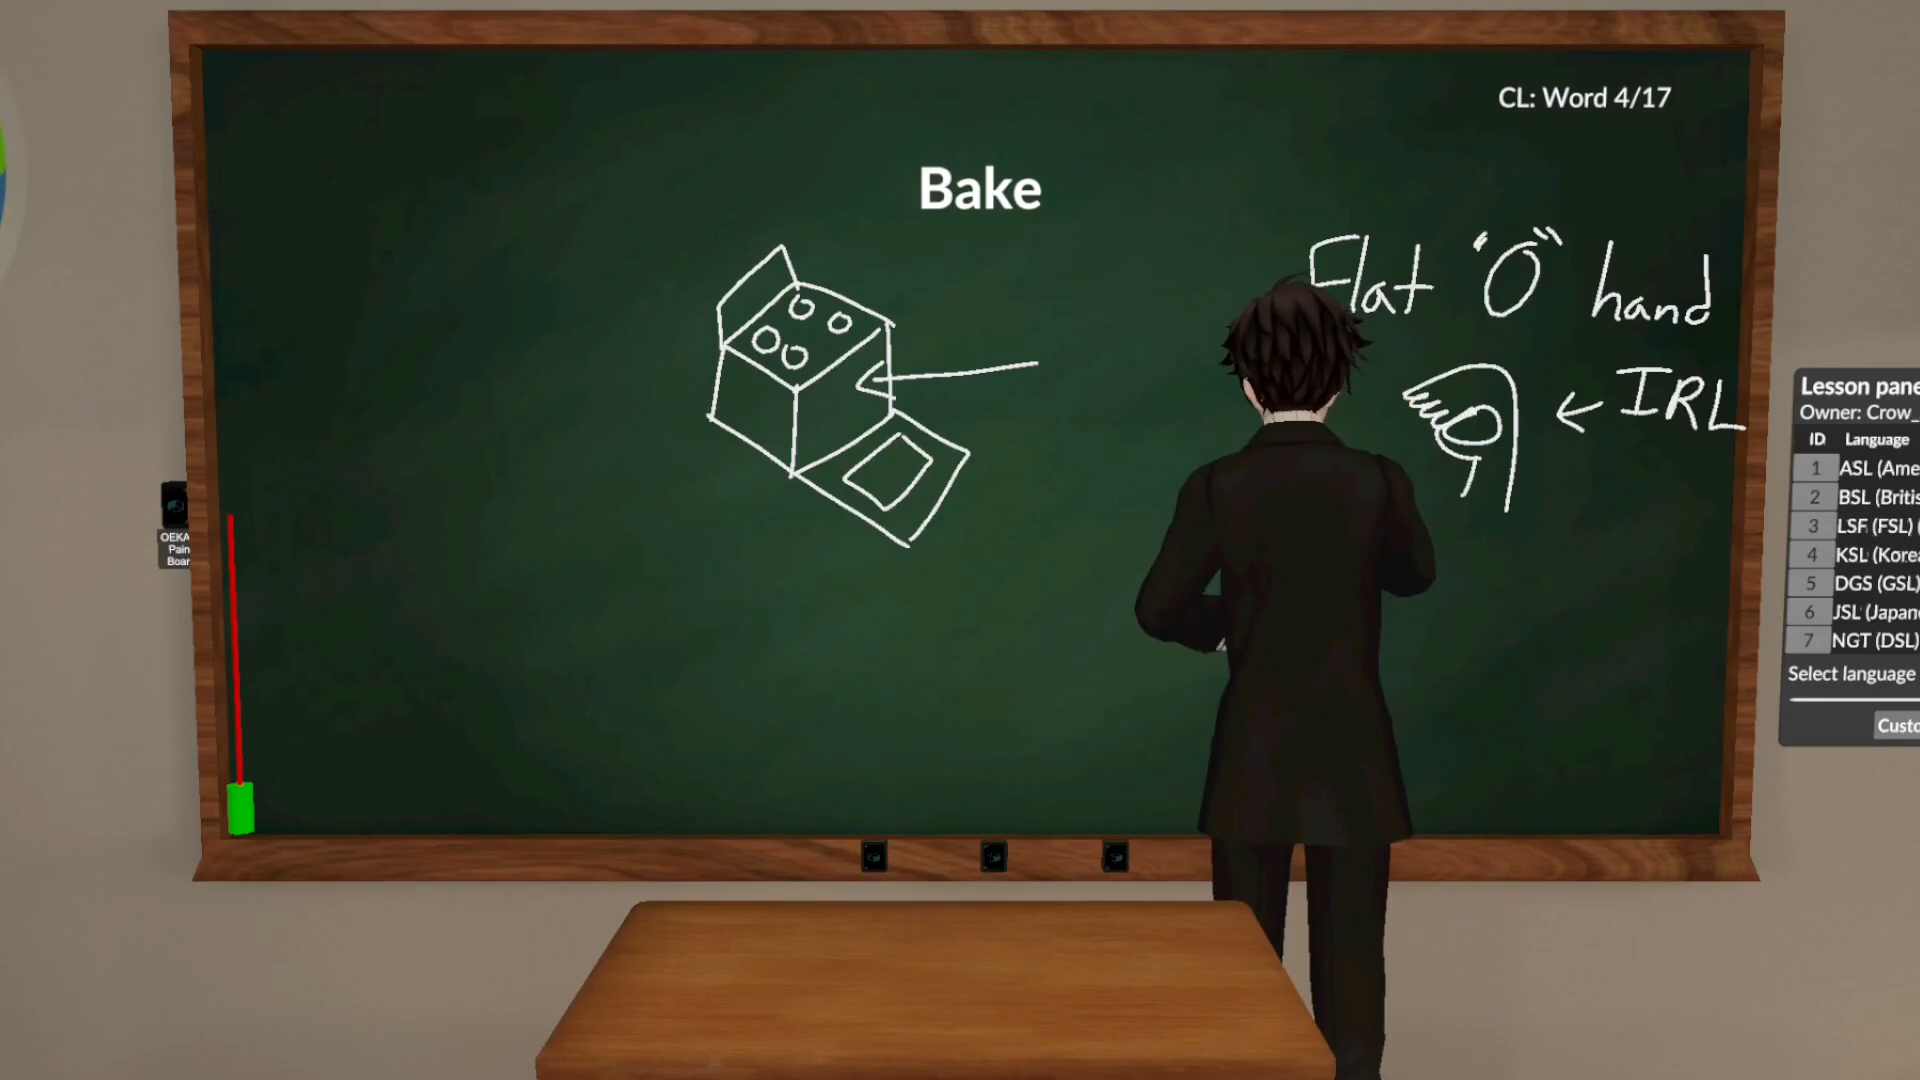 CL: Word 4/17
Bake
Flat "O" hand
← IRL
Lesson pane
Owner: Crow_
ID Language
1 ASL (Ame
2 BSL (Britis
3 LSF (FSL) (
4 KSL (Korea
5 DGS (GSL)
6 JSL (Japan
7 NGT (DSL)
Select language
Custo
OEKA
Pain
Boar